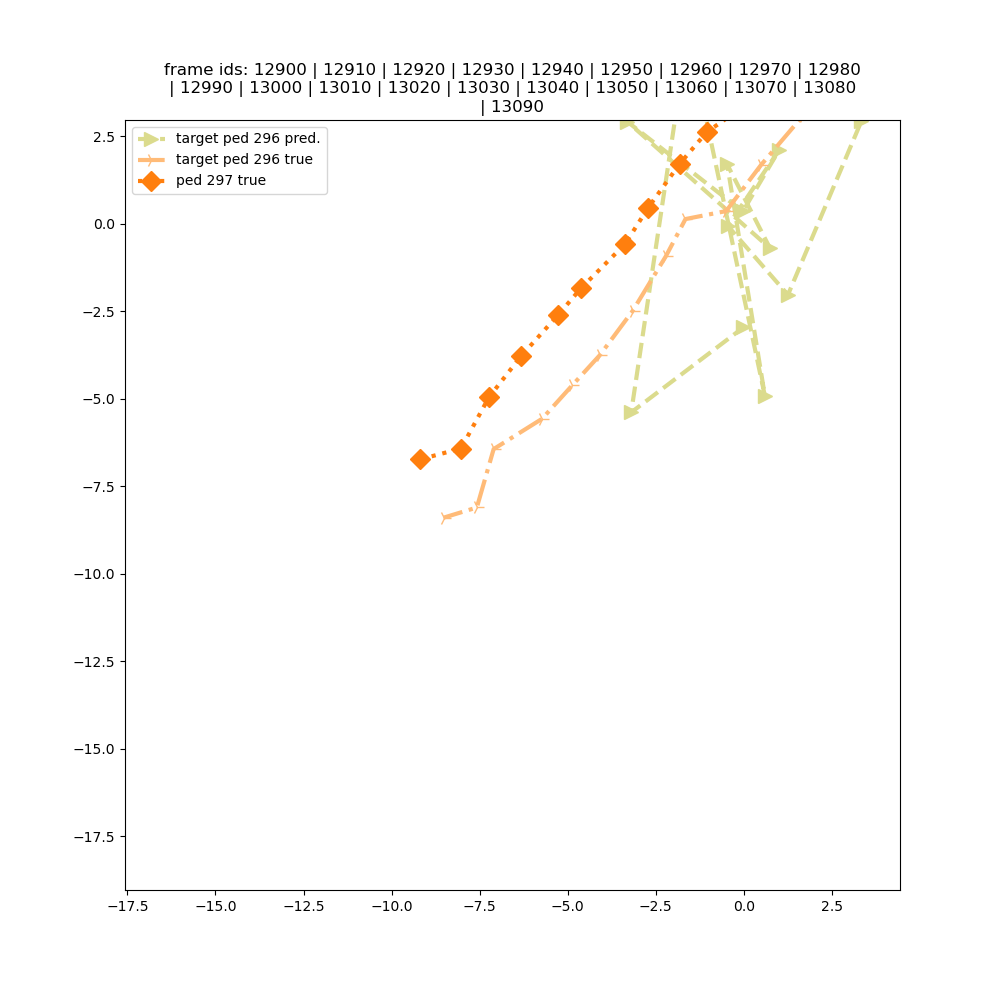 frame ids: 12900 | 12910 | 12920 | 12930 | 12940 | 12950 | 12960 | 12970 | 12980
| 12990 | 13000 | 13010 | 13020 | 13030 | 13040 | 13050 | 13060 | 13070 | 13080
| 13090
target ped 296 pred.
target ped 296 true
ped 297 true
2.5
0.0
−2.5
−5.0
−7.5
−10.0
−12.5
−15.0
−17.5
−17.5 −15.0 −12.5 −10.0 −7.5 −5.0 −2.5 0.0 2.5